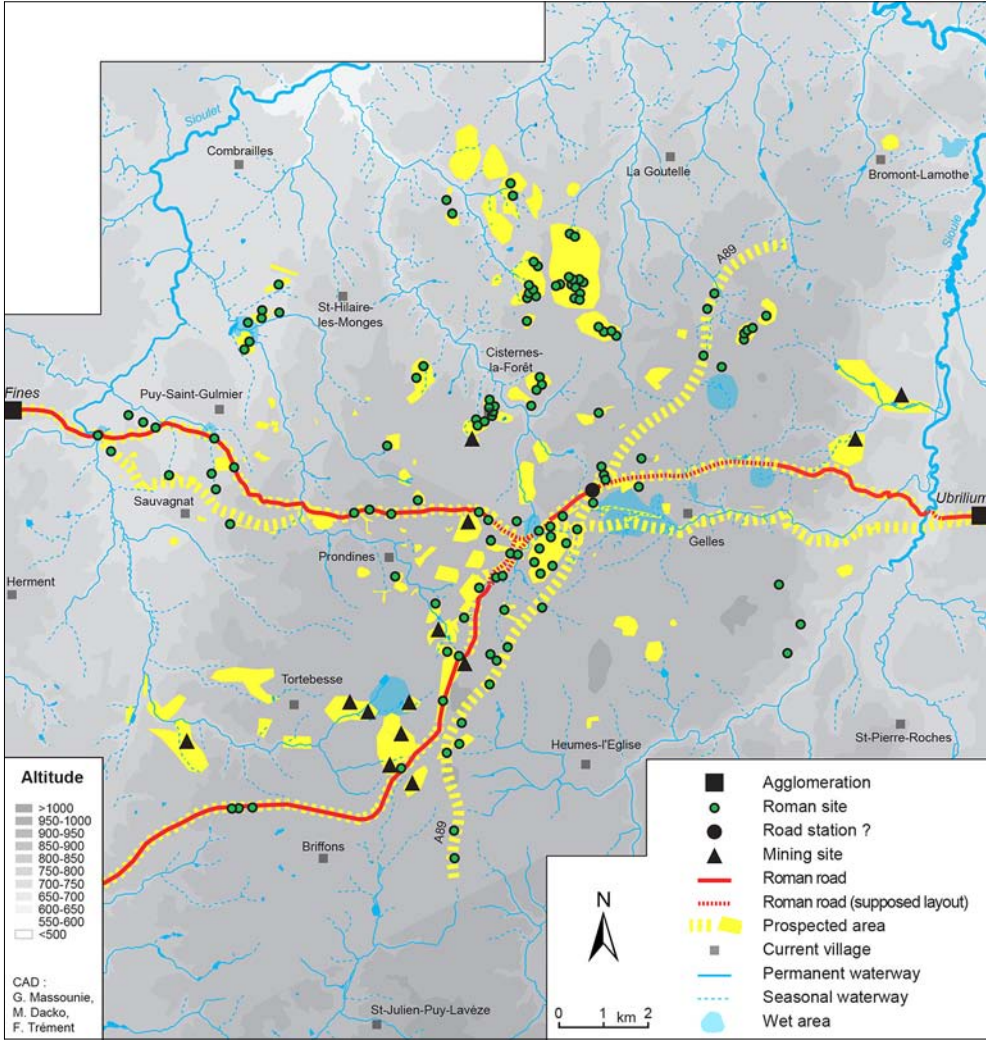 Sioulet
Combrailles
La Goutelle
Bromont-Lamothe
Sioule
A89
St-Hilaire-
les-Monges
Cisternes-
la-Forêt
Fines
Puy-Saint-Gulmier
Sauvagnat
Ubrilium
Gelles
Prondines
Herment
Tortebesse
Heumes-l'Eglise
St-Pierre-Roches
A89
Briffons
St-Julien-Puy-Lavèze
Altitude
>1000
950-1000
900-950
850-900
800-850
750-800
700-750
650-700
600-650
550-600
<500
CAD :
G. Massounie,
M. Dacko,
F. Trément
N
0 1 km 2
Agglomeration
Roman site
Road station ?
Mining site
Roman road
Roman road (supposed layout)
Prospected area
Current village
Permanent waterway
Seasonal waterway
Wet area